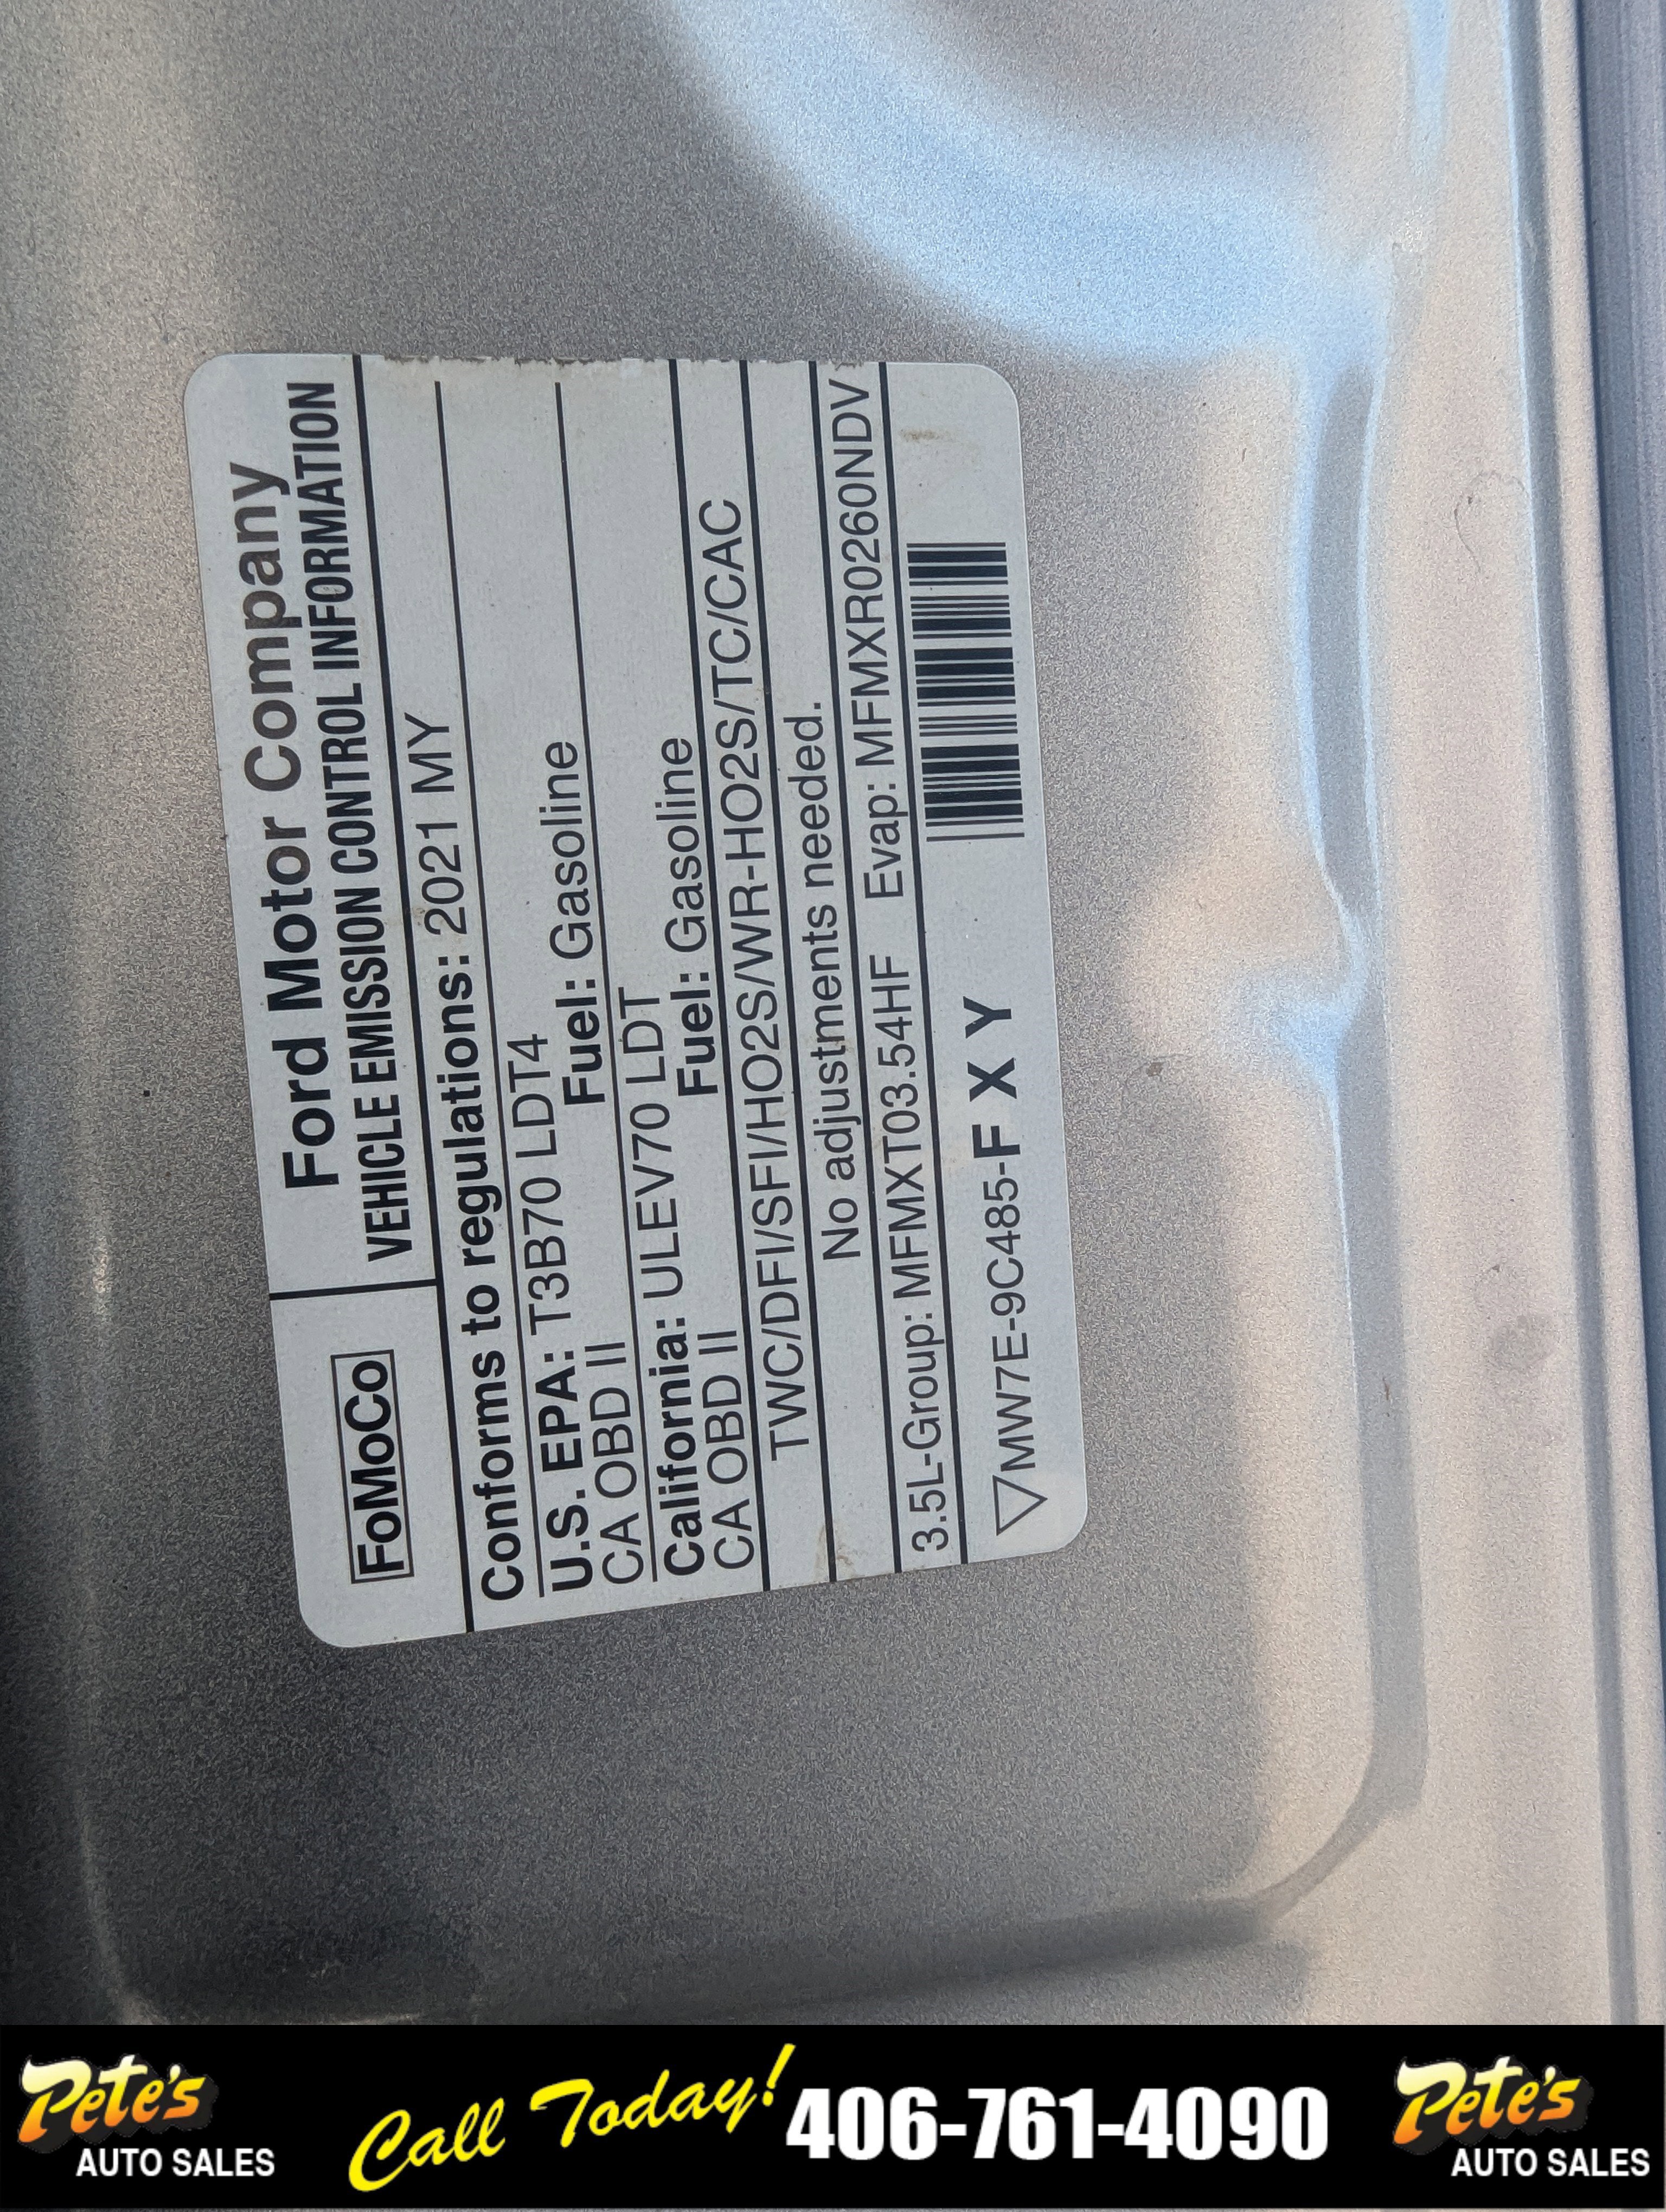 FoMoCo
Ford Motor Company
VEHICLE EMISSION CONTROL INFORMATION
Conforms to regulations: 2021 MY
U.S. EPA: T3B70 LDT4
CA OBD II Fuel: Gasoline
California: ULEV70 LDT
CA OBD II Fuel: Gasoline
TWC/DFI/SFI/HO2S/WR-HO2S/TC/CAC
No adjustments needed.
3.5L-Group: MFMXT03.54HF Evap: MFMXR0260NDV
MW7E-9C485-F X Y
Pete's
AUTO SALES
Call Today!
406-761-4090
Pete's
AUTO SALES